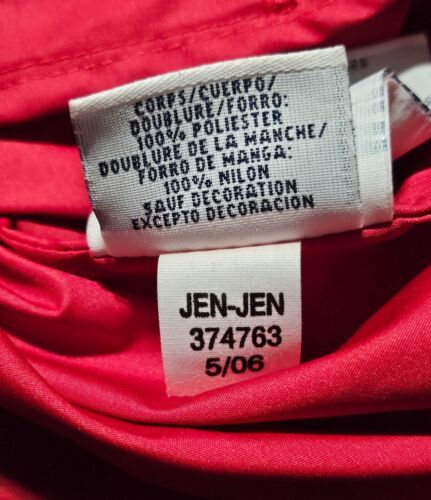 CORPS/CUERPO/
DOUBLURE/FORRO:
100% POLIESTER
DOUBLURE DE LA MANCHE/
FORRO DE MANGA:
100% NILON
SAUF DECORATION
EXCEPTO DECORACION
JEN-JEN
374763
5/06